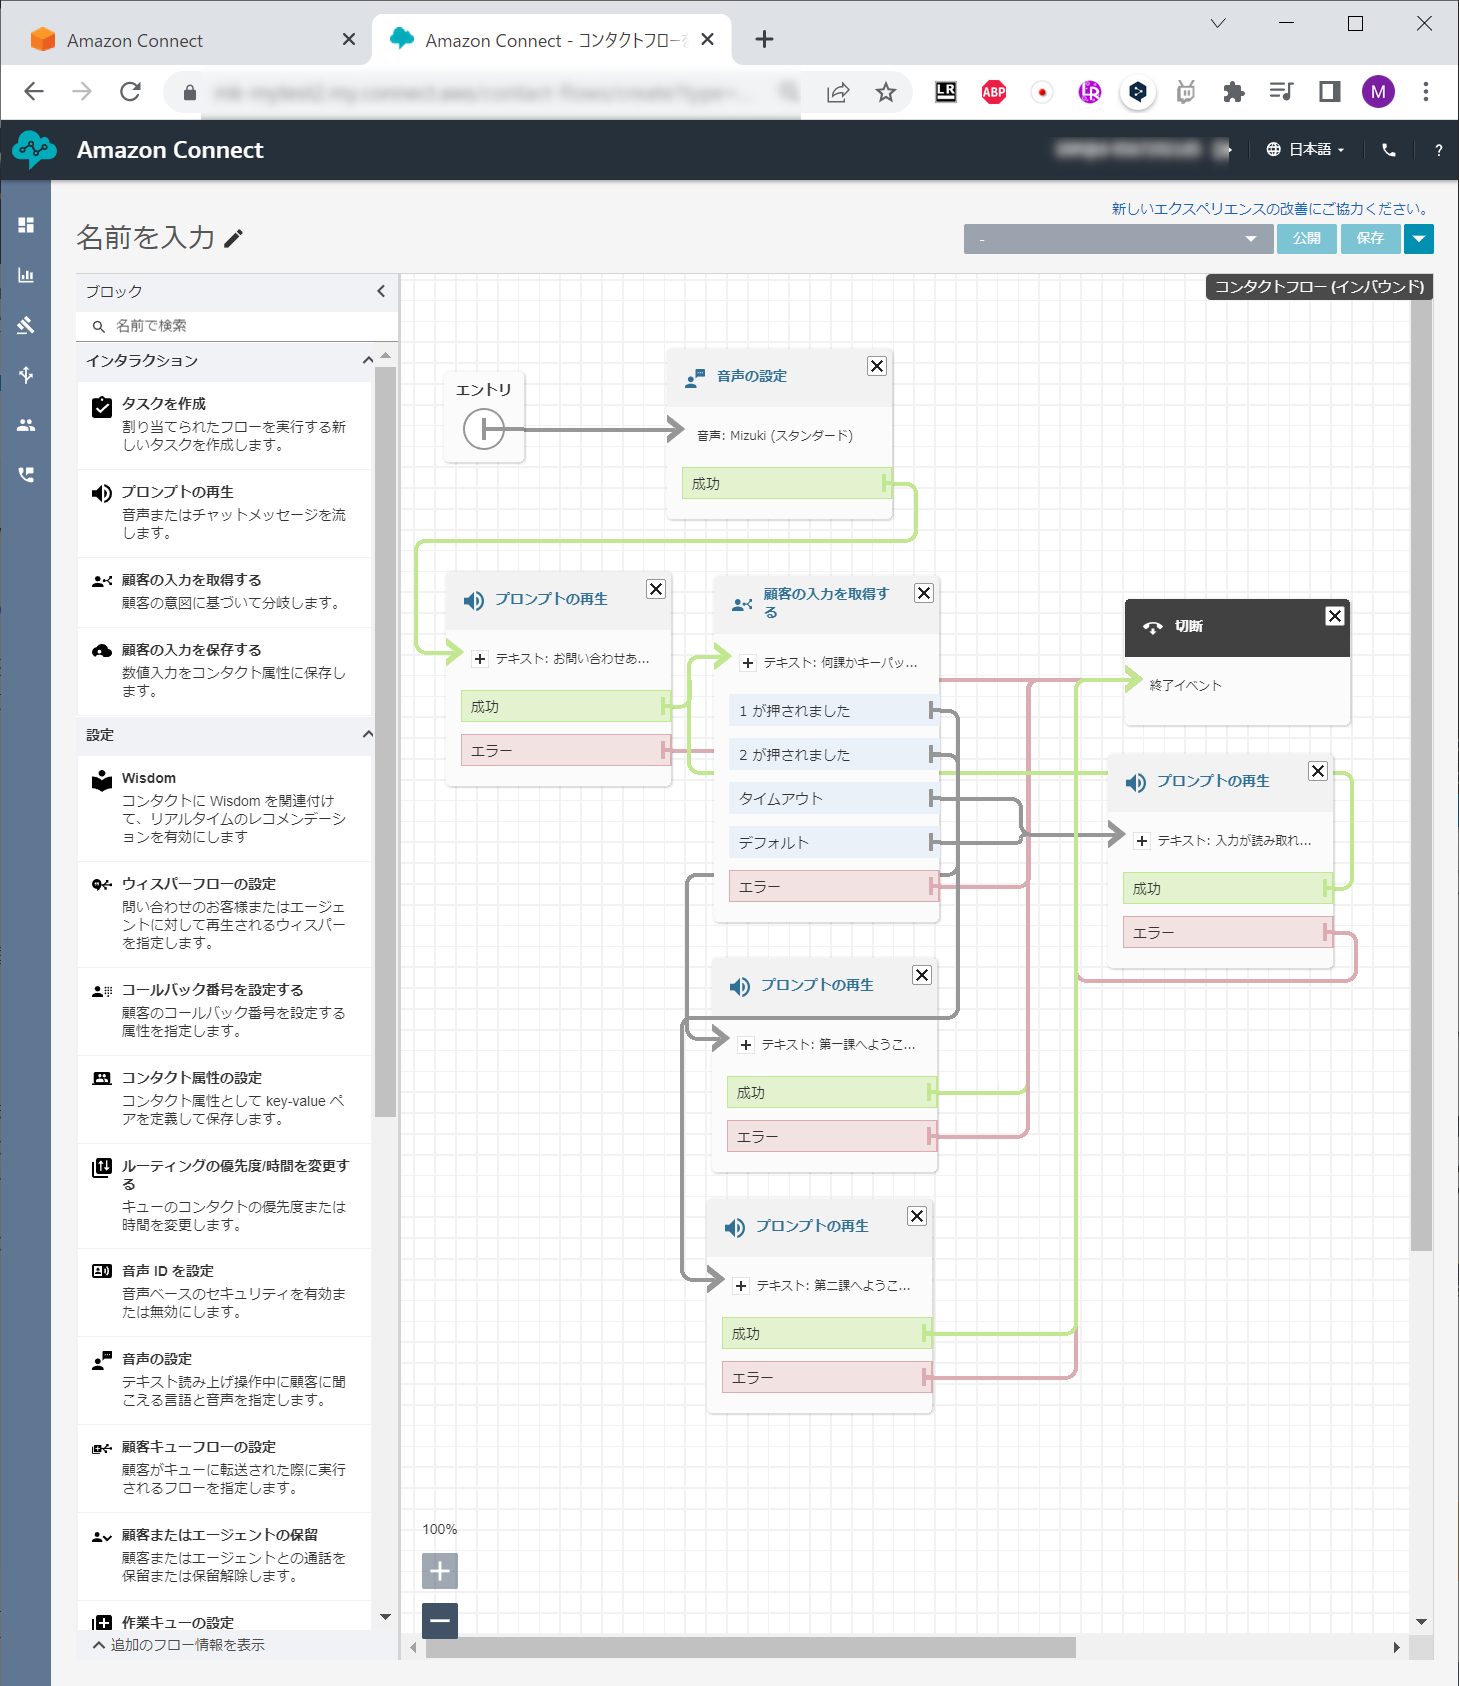 Amazon Connect
Amazon Connect - コンタクトフローを
LR
ABP
M
Amazon Connect
日本語
?
新しいエクスペリエンスの改善にご協力ください。
名前を入力
-
公開
保存
ブロック
名前で検索
インタラクション
タスクを作成
割り当てられたフローを実行する新
しいタスクを作成します。
プロンプトの再生
音声またはチャットメッセージを流
します。
顧客の入力を取得する
顧客の意図に基づいて分岐します。
顧客の入力を保存する
数値入力をコンタクト属性に保存し
ます。
設定
Wisdom
コンタクトに Wisdom を関連付け
て、リアルタイムのレコメンデーシ
ョンを有効にします
ウィスパーフローの設定
問い合わせのお客様またはエージェ
ントに対して再生されるウィスパー
を指定します。
コールバック番号を設定する
顧客のコールバック番号を設定する
属性を指定します。
コンタクト属性の設定
コンタクト属性として key-value ペ
アを定義して保存します。
ルーティングの優先度/時間を変更す
る
キューのコンタクトの優先度または
時間を変更します。
音声 ID を設定
音声ベースのセキュリティを有効ま
たは無効にします。
音声の設定
テキスト読み上げ操作中に顧客に聞
こえる言語と音声を指定します。
顧客キューフローの設定
顧客がキューに転送された際に実行
されるフローを指定します。
顧客またはエージェントの保留
顧客またはエージェントとの通話を
保留または保留解除します。
作業キューの設定
追加のフロー情報を表示
コンタクトフロー (インバウンド)
エントリ
音声の設定
音声: Mizuki (スタンダード)
成功
プロンプトの再生
テキスト: お問い合わせあ...
成功
エラー
顧客の入力を取得す
る
テキスト: 何課かキーパッ...
1 が押されました
2 が押されました
タイムアウト
デフォルト
エラー
切断
終了イベント
プロンプトの再生
テキスト: 入力が読み取れ...
成功
エラー
プロンプトの再生
テキスト: 第一課へようこ...
成功
エラー
プロンプトの再生
テキスト: 第二課へようこ...
成功
エラー
100%